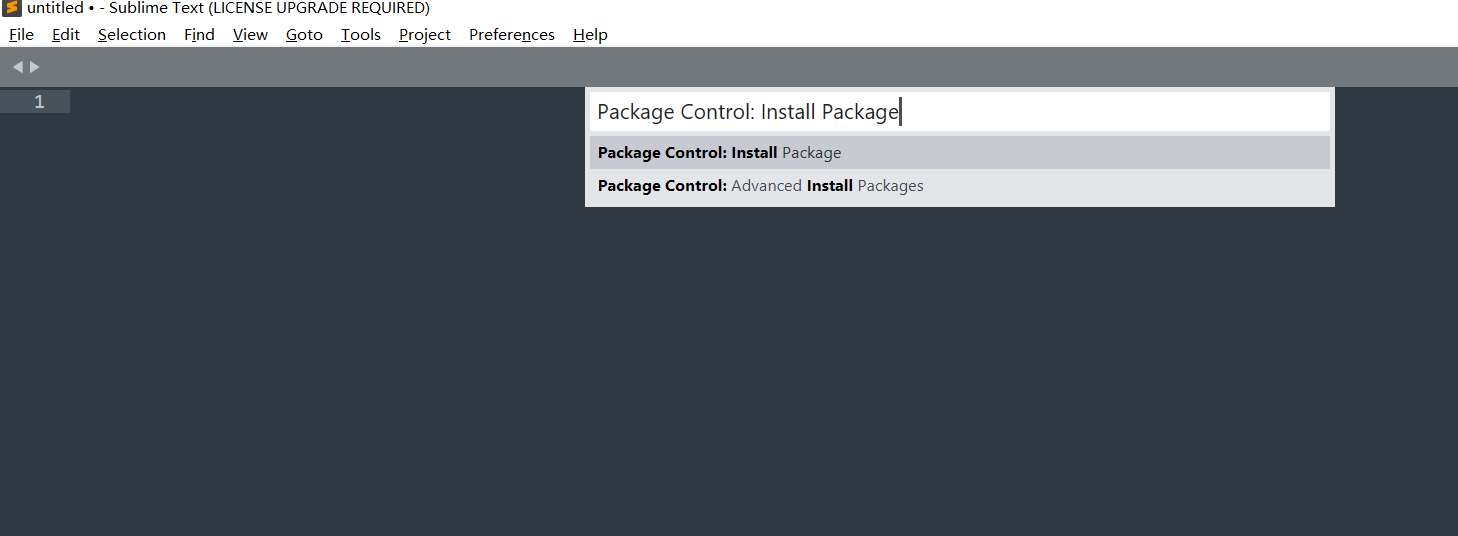 untitled • - Sublime Text (LICENSE UPGRADE REQUIRED)
File Edit Selection Find View Goto Tools Project Preferences Help
1
Package Control: Install Package
Package Control: Install Package
Package Control: Advanced Install Packages